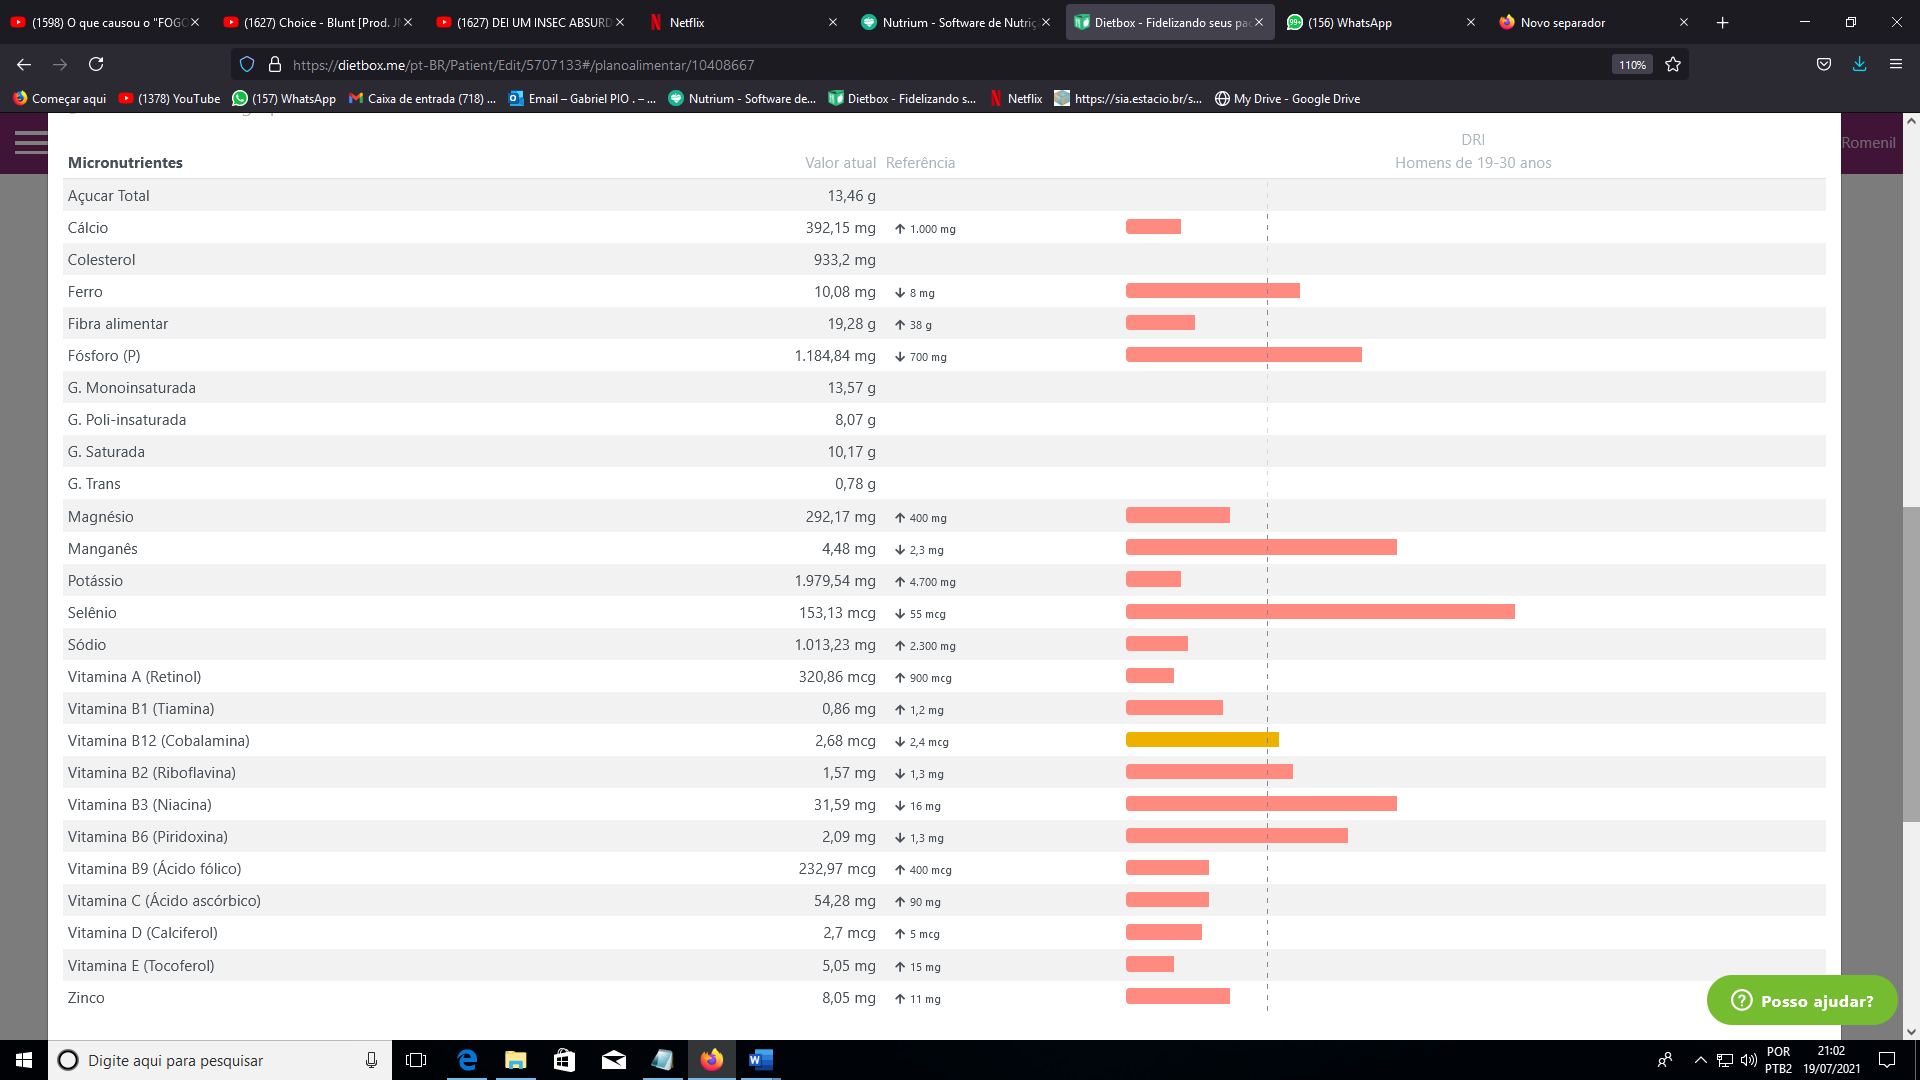 (1598) O que causou o "FOGO
(1627) Choice - Blunt [Prod. JN
(1627) DEI UM INSEC ABSURD
Netflix
Nutrium - Software de Nutriç
Dietbox - Fidelizando seus pac
(156) WhatsApp
Novo separador
https://dietbox.me/pt-BR/Patient/Edit/5707133#/planoalimentar/10408667
110%
Começar aqui
(1378) YouTube
(157) WhatsApp
Caixa de entrada (718) ...
Email – Gabriel PIO . – ...
Nutrium - Software de...
Dietbox - Fidelizando s...
Netflix
https://sia.estacio.br/s...
My Drive - Google Drive
Romenil
DRI
Micronutrientes Valor atual Referência Homens de 19-30 anos
Açucar Total 13,46 g
Cálcio 392,15 mg ↑ 1.000 mg
Colesterol 933,2 mg
Ferro 10,08 mg ↓ 8 mg
Fibra alimentar 19,28 g ↑ 38 g
Fósforo (P) 1.184,84 mg ↓ 700 mg
G. Monoinsaturada 13,57 g
G. Poli-insaturada 8,07 g
G. Saturada 10,17 g
G. Trans 0,78 g
Magnésio 292,17 mg ↑ 400 mg
Manganês 4,48 mg ↓ 2,3 mg
Potássio 1.979,54 mg ↑ 4.700 mg
Selênio 153,13 mcg ↓ 55 mcg
Sódio 1.013,23 mg ↑ 2.300 mg
Vitamina A (Retinol) 320,86 mcg ↑ 900 mcg
Vitamina B1 (Tiamina) 0,86 mg ↑ 1,2 mg
Vitamina B12 (Cobalamina) 2,68 mcg ↓ 2,4 mcg
Vitamina B2 (Riboflavina) 1,57 mg ↓ 1,3 mg
Vitamina B3 (Niacina) 31,59 mg ↓ 16 mg
Vitamina B6 (Piridoxina) 2,09 mg ↓ 1,3 mg
Vitamina B9 (Ácido fólico) 232,97 mcg ↑ 400 mcg
Vitamina C (Ácido ascórbico) 54,28 mg ↑ 90 mg
Vitamina D (Calciferol) 2,7 mcg ↑ 5 mcg
Vitamina E (Tocoferol) 5,05 mg ↑ 15 mg
Zinco 8,05 mg ↑ 11 mg
Posso ajudar?
Digite aqui para pesquisar
POR
PTB2
21:02
19/07/2021